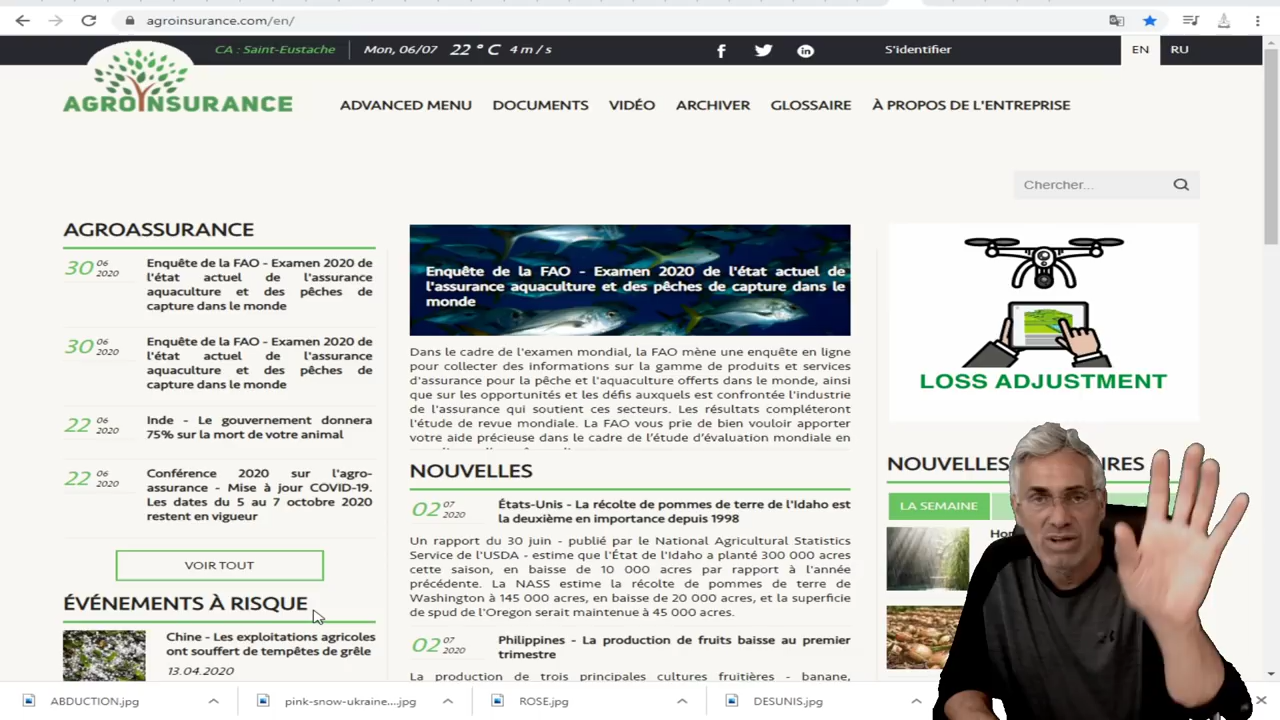 agroinsurance.com/en/
CA : Saint-Eustache
Mon, 06/07 22 ° C 4 m / s
S'identifier
EN
RU
AGROINSURANCE
ADVANCED MENU
DOCUMENTS
VIDÉO
ARCHIVER
GLOSSAIRE
À PROPOS DE L'ENTREPRISE
Chercher...
AGROASSURANCE
30 06 2020
Enquête de la FAO - Examen 2020 de
l'état actuel de l'assurance
aquaculture et des pêches de
capture dans le monde
30 06 2020
Enquête de la FAO - Examen 2020 de
l'état actuel de l'assurance
aquaculture et des pêches de
capture dans le monde
22 06 2020
Inde - Le gouvernement donnera
75% sur la mort de votre animal
22 06 2020
Conférence 2020 sur l'agro-
assurance - Mise à jour COVID-19.
Les dates du 5 au 7 octobre 2020
restent en vigueur
VOIR TOUT
ÉVÉNEMENTS À RISQUE
Chine - Les exploitations agricoles
ont souffert de tempêtes de grêle
13.04.2020
Enquête de la FAO - Examen 2020 de l'état actuel de
l'assurance aquaculture et des pêches de capture dans le
monde
Dans le cadre de l'examen mondial, la FAO mène une enquête en ligne
pour collecter des informations sur la gamme de produits et services
d'assurance pour la pêche et l'aquaculture offerts dans le monde, ainsi
que sur les opportunités et les défis auxquels est confrontée l'industrie
de l'assurance qui soutient ces secteurs. Les résultats compléteront
l'étude de revue mondiale. La FAO vous prie de bien vouloir apporter
votre aide précieuse dans le cadre de l'étude d'évaluation mondiale en
NOUVELLES
02 07 2020
États-Unis - La récolte de pommes de terre de l'Idaho est
la deuxième en importance depuis 1998
Un rapport du 30 juin - publié par le National Agricultural Statistics
Service de l'USDA - estime que l'État de l'Idaho a planté 300 000 acres
cette saison, en baisse de 10 000 acres par rapport à l'année
précédente. La NASS estime la récolte de pommes de terre de
Washington à 145 000 acres, en baisse de 20 000 acres, et la superficie
de spud de l'Oregon serait maintenue à 45 000 acres.
02 07 2020
Philippines - La production de fruits baisse au premier
trimestre
La production de trois principales cultures fruitières - banane,
LOSS ADJUSTMENT
NOUVELLES
LA SEMAINE
ABDUCTION.jpg
pink-snow-ukraine....jpg
ROSE.jpg
DESUNIS.jpg